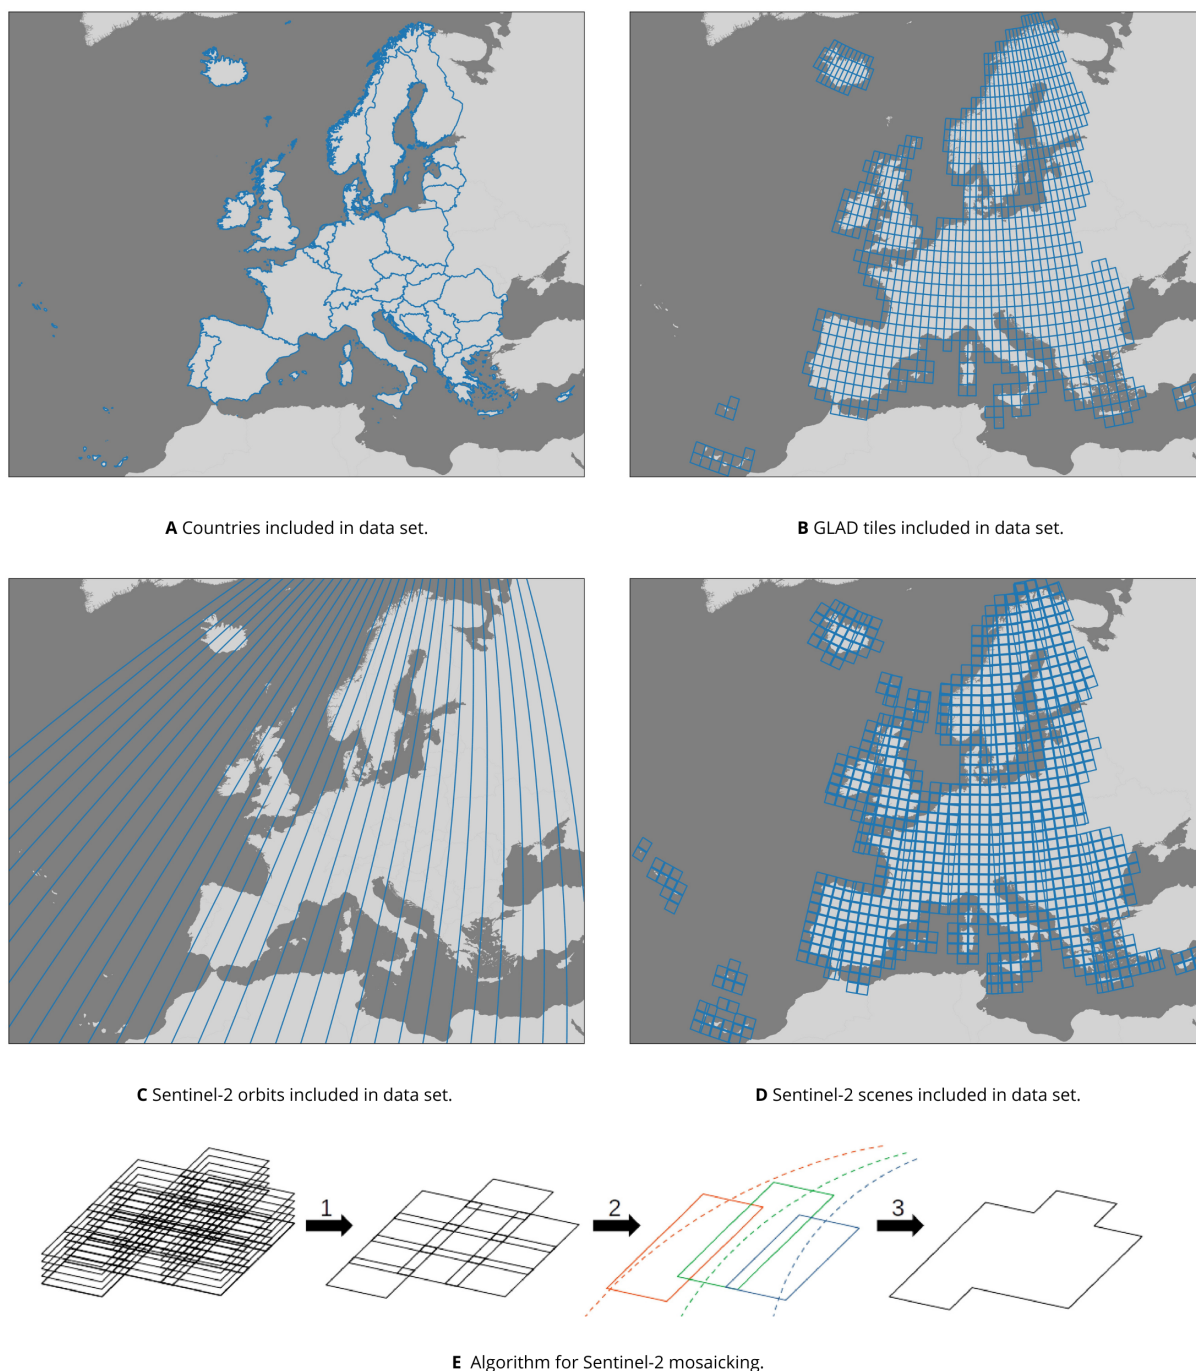 A Countries included in data set.
B GLAD tiles included in data set.
C Sentinel-2 orbits included in data set.
D Sentinel-2 scenes included in data set.
1
2
3
E Algorithm for Sentinel-2 mosaicking.